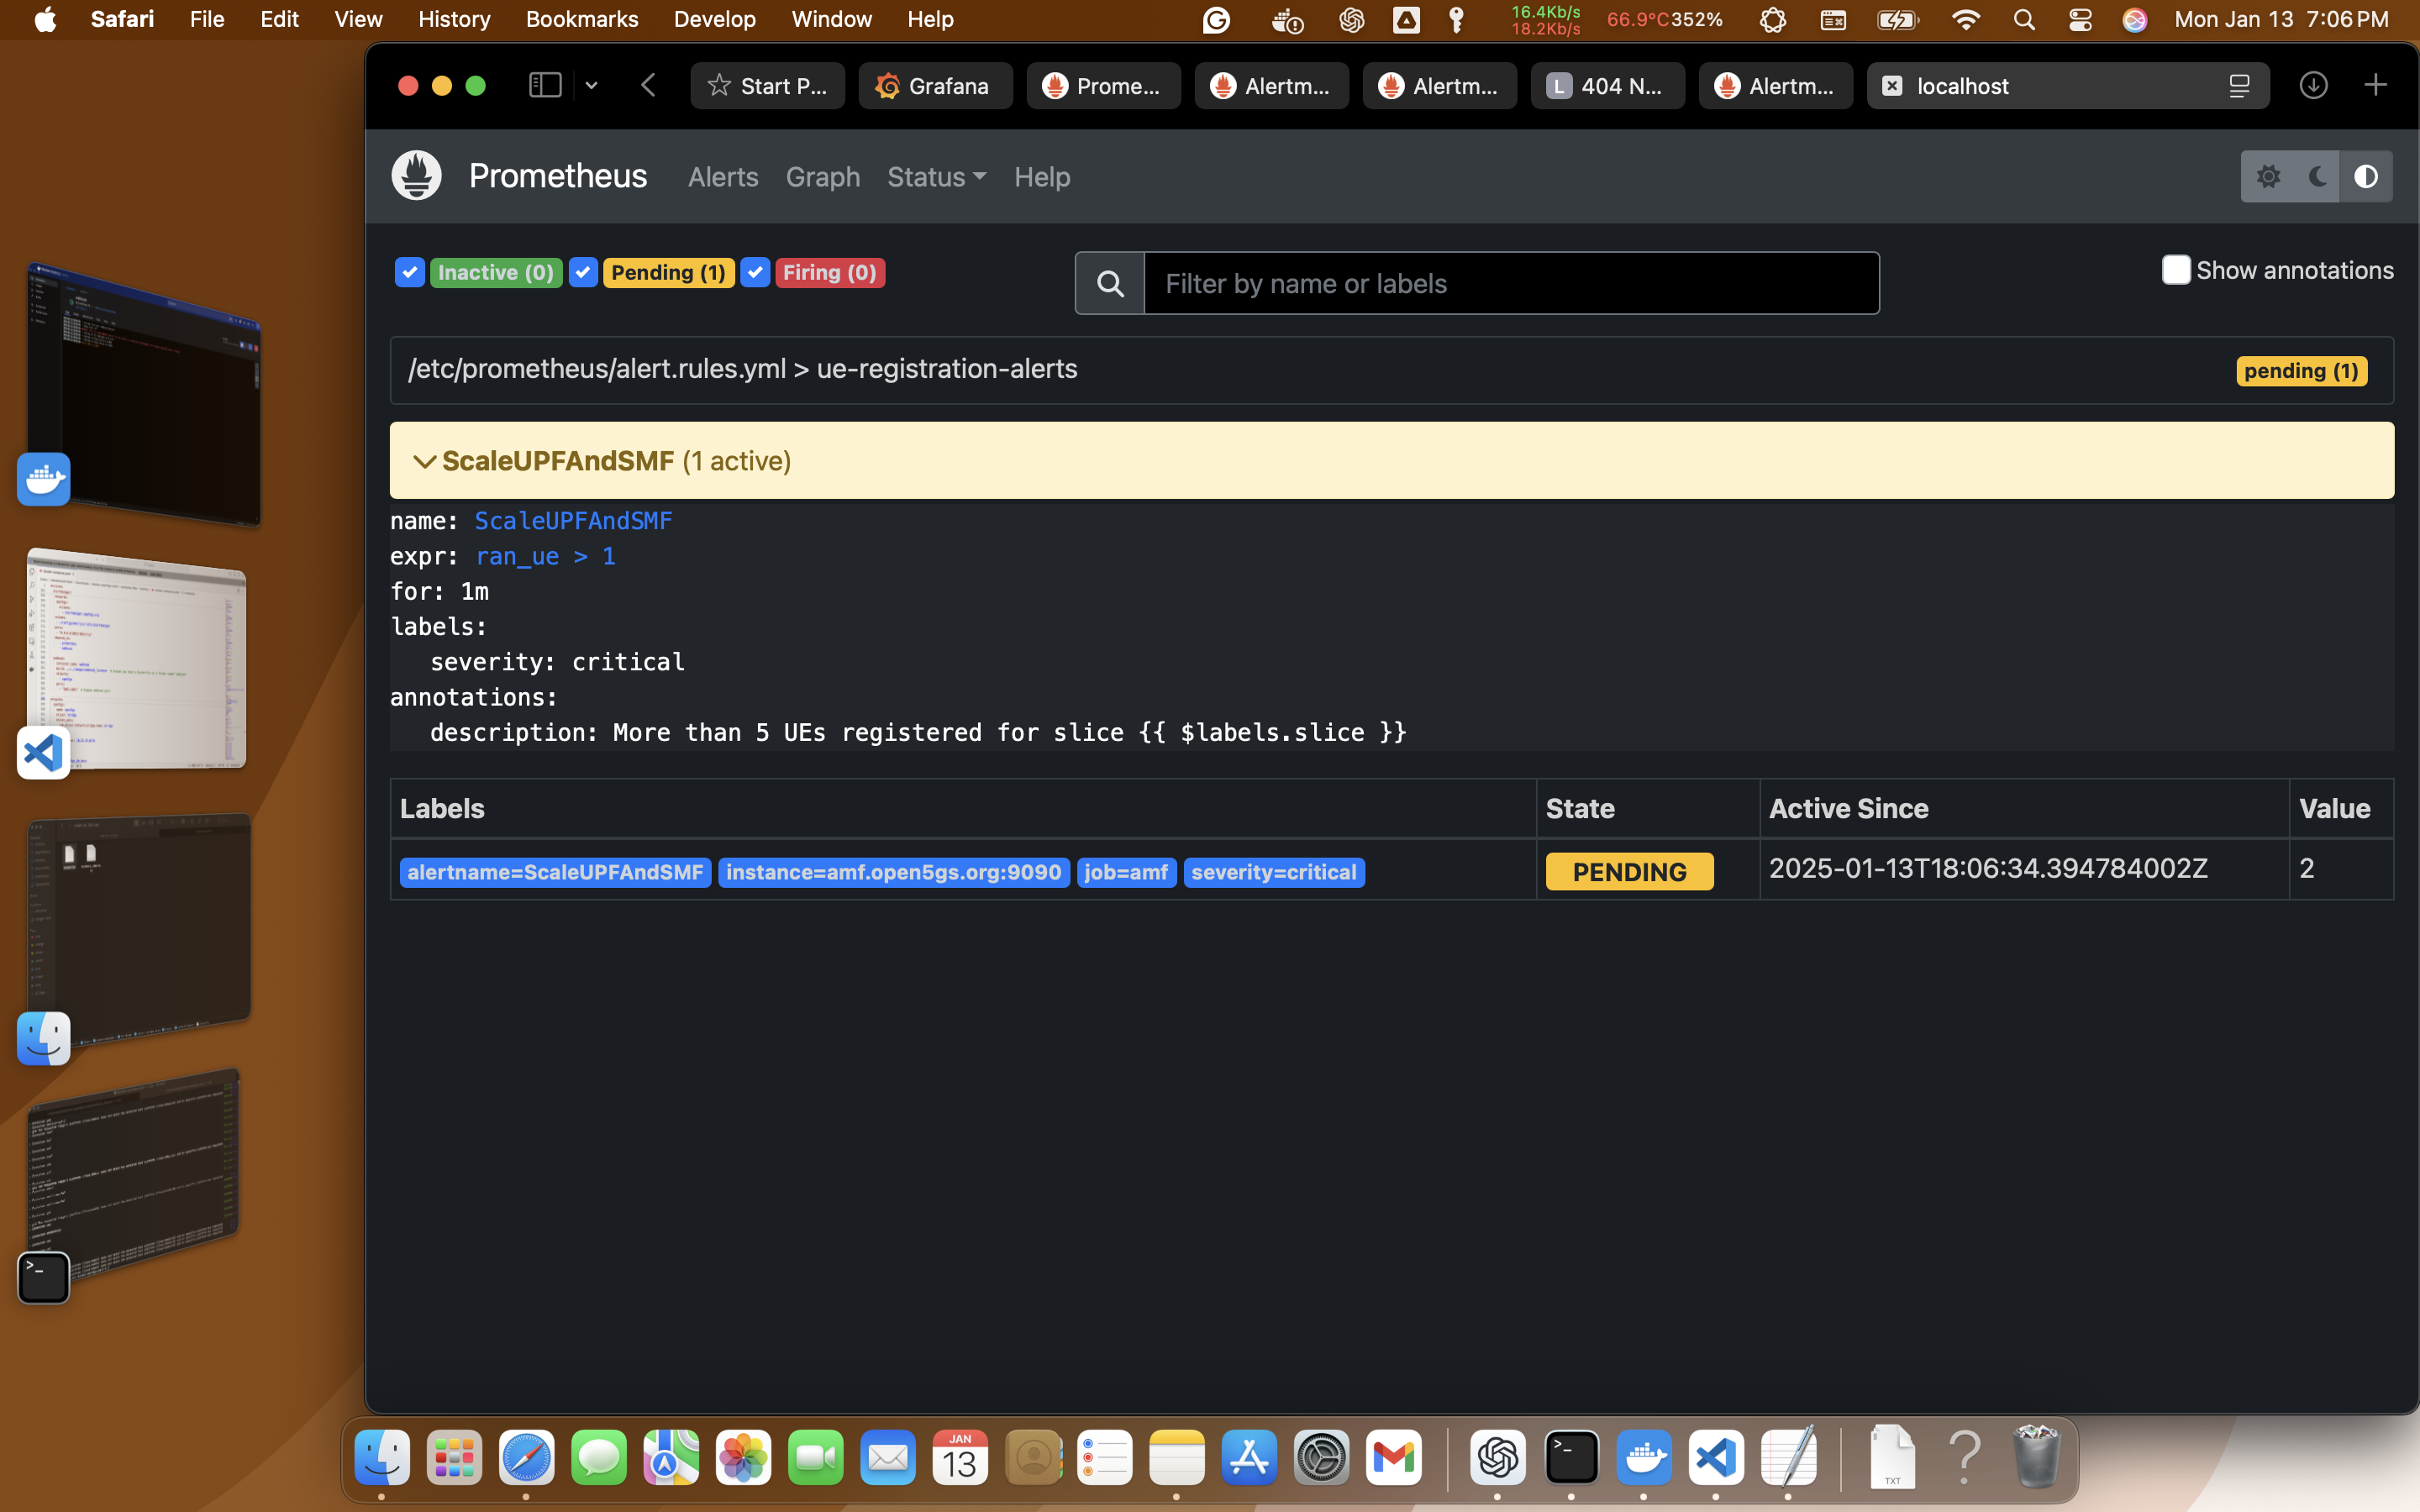 Safari File Edit View History Bookmarks Develop Window Help 16.4Kb/s 18.2Kb/s 66.9°C 352% Mon Jan 13 7:06 PM
Start P... Grafana Prome... Alertm... Alertm... L 404 N... Alertm... localhost
Prometheus Alerts Graph Status Help
Inactive (0) Pending (1) Firing (0) Filter by name or labels Show annotations
/etc/prometheus/alert.rules.yml > ue-registration-alerts pending (1)
ScaleUPFAndSMF (1 active)
name: ScaleUPFAndSMF
expr: ran_ue > 1
for: 1m
labels:
severity: critical
annotations:
description: More than 5 UEs registered for slice {{ $labels.slice }}
Labels State Active Since Value
alertname=ScaleUPFAndSMF instance=amf.open5gs.org:9090 job=amf severity=critical PENDING 2025-01-13T18:06:34.394784002Z 2
JAN
13
TXT